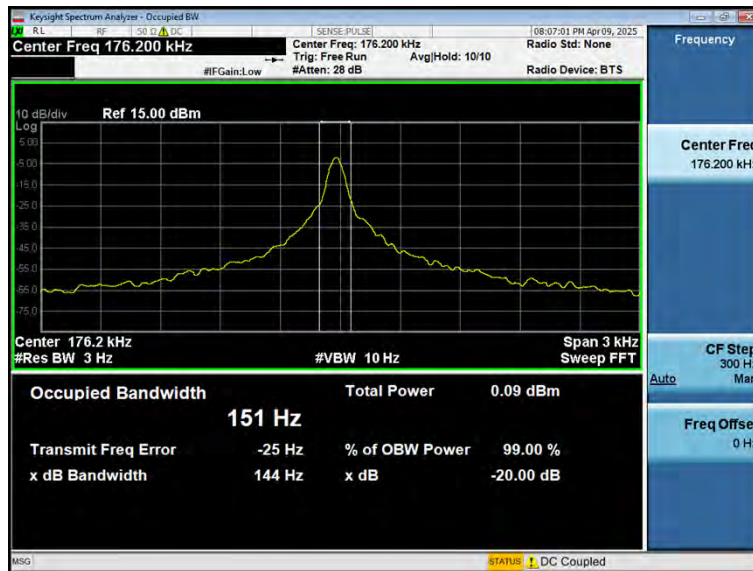 Keysight Spectrum Analyzer - Occupied BW
RL RF 50 Ω DC SENSE:PULSE 08:07:01 PM Apr 09, 2025
Center Freq 176.200 kHz
Center Freq: 176.200 kHz Radio Std: None
Trig: Free Run Avg|Hold: 10/10
#IFGain:Low #Atten: 28 dB Radio Device: BTS
10 dB/div Ref 15.00 dBm
Log
5.00
-5.00
-15.0
-25.0
-35.0
-45.0
-55.0
-65.0
-75.0
Center 176.2 kHz Span 3 kHz
#Res BW 3 Hz #VBW 10 Hz Sweep FFT
Occupied Bandwidth Total Power 0.09 dBm
151 Hz
Transmit Freq Error -25 Hz % of OBW Power 99.00 %
x dB Bandwidth 144 Hz x dB -20.00 dB
Frequency
Center Freq
176.200 kHz
CF Step
300 H
Auto Mar
Freq Offse
0 H
MSG STATUS DC Coupled